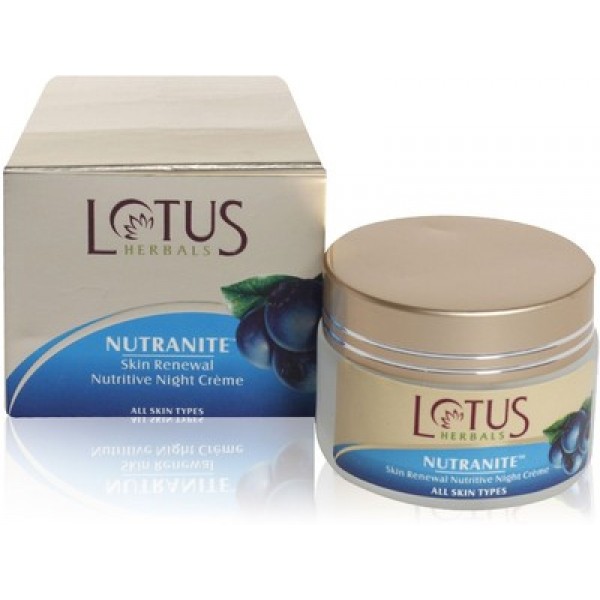 LOTUS
HERBALS
NUTRANITE™
Skin Renewal
Nutritive Night Crème
ALL SKIN TYPES
LOTUS
HERBALS
NUTRANITE™
Skin Renewal Nutritive Night Crème
ALL SKIN TYPES